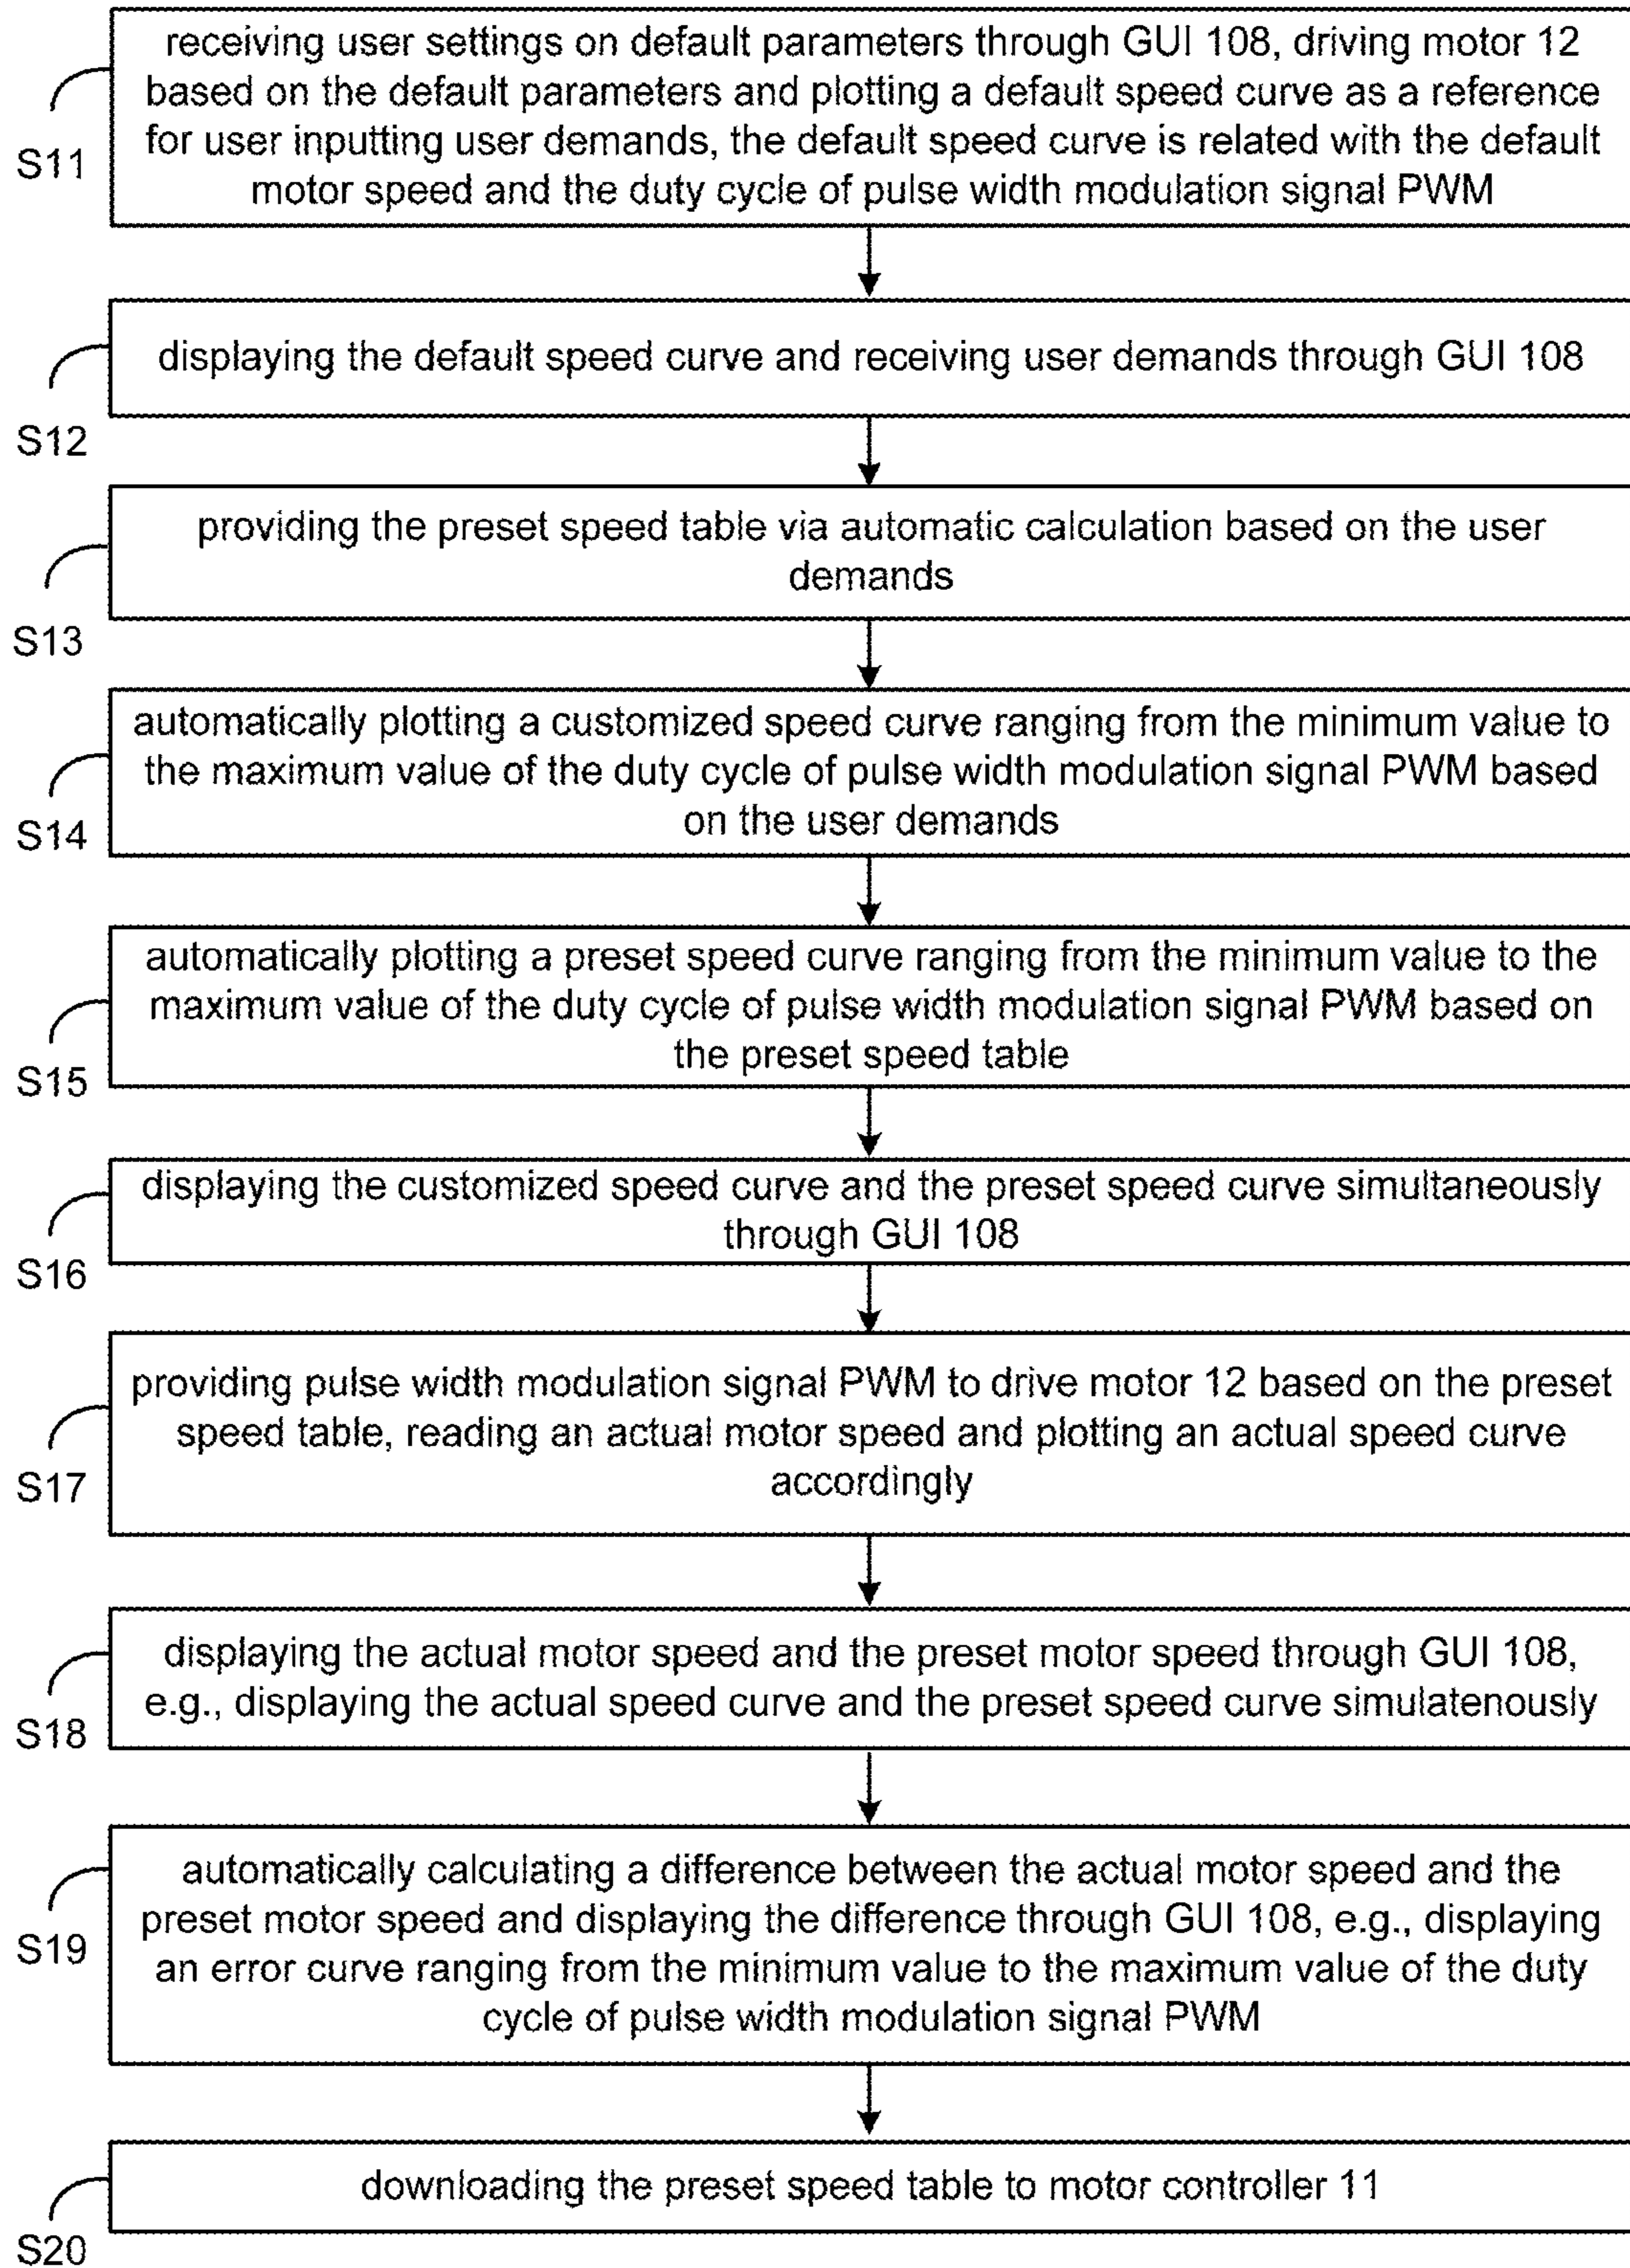 receiving user settings on default parameters through GUI 108, driving motor 12
based on the default parameters and plotting a default speed curve as a reference
for user inputting user demands, the default speed curve is related with the default
motor speed and the duty cycle of pulse width modulation signal PWM
S11
displaying the default speed curve and receiving user demands through GUI 108
S12
providing the preset speed table via automatic calculation based on the user
demands
S13
automatically plotting a customized speed curve ranging from the minimum value to
the maximum value of the duty cycle of pulse width modulation signal PWM based
on the user demands
S14
automatically plotting a preset speed curve ranging from the minimum value to the
maximum value of the duty cycle of pulse width modulation signal PWM based on
the preset speed table
S15
displaying the customized speed curve and the preset speed curve simultaneously
through GUI 108
S16
providing pulse width modulation signal PWM to drive motor 12 based on the preset
speed table, reading an actual motor speed and plotting an actual speed curve
accordingly
S17
displaying the actual motor speed and the preset motor speed through GUI 108,
e.g., displaying the actual speed curve and the preset speed curve simulatenously
S18
automatically calculating a difference between the actual motor speed and the
preset motor speed and displaying the difference through GUI 108, e.g., displaying
an error curve ranging from the minimum value to the maximum value of the duty
cycle of pulse width modulation signal PWM
S19
downloading the preset speed table to motor controller 11
S20